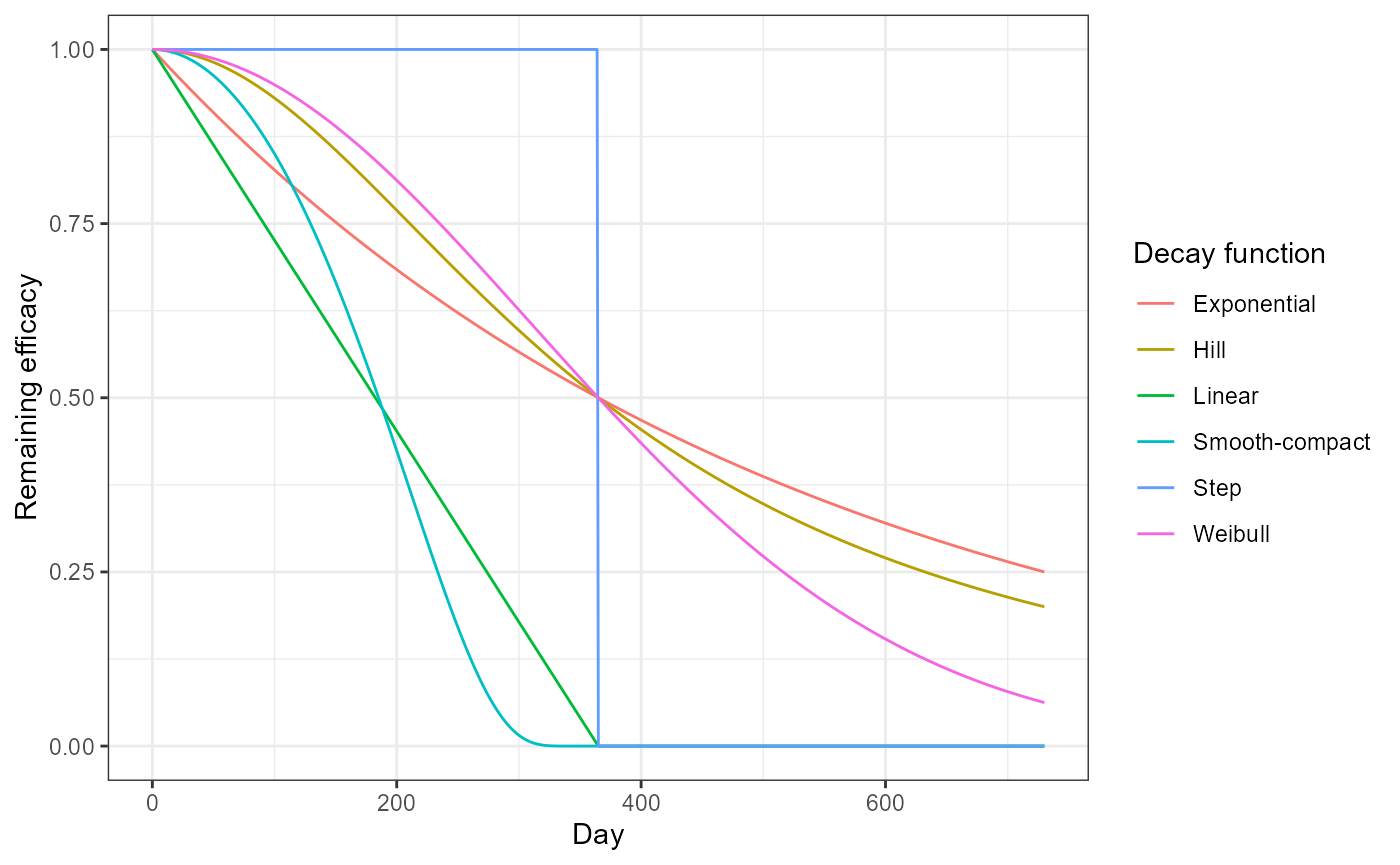 1.00
0.75
0.50
0.25
0.00
Remaining efficacy
0
200
400
600
Day
Decay function
Exponential
Hill
Linear
Smooth-compact
Step
Weibull